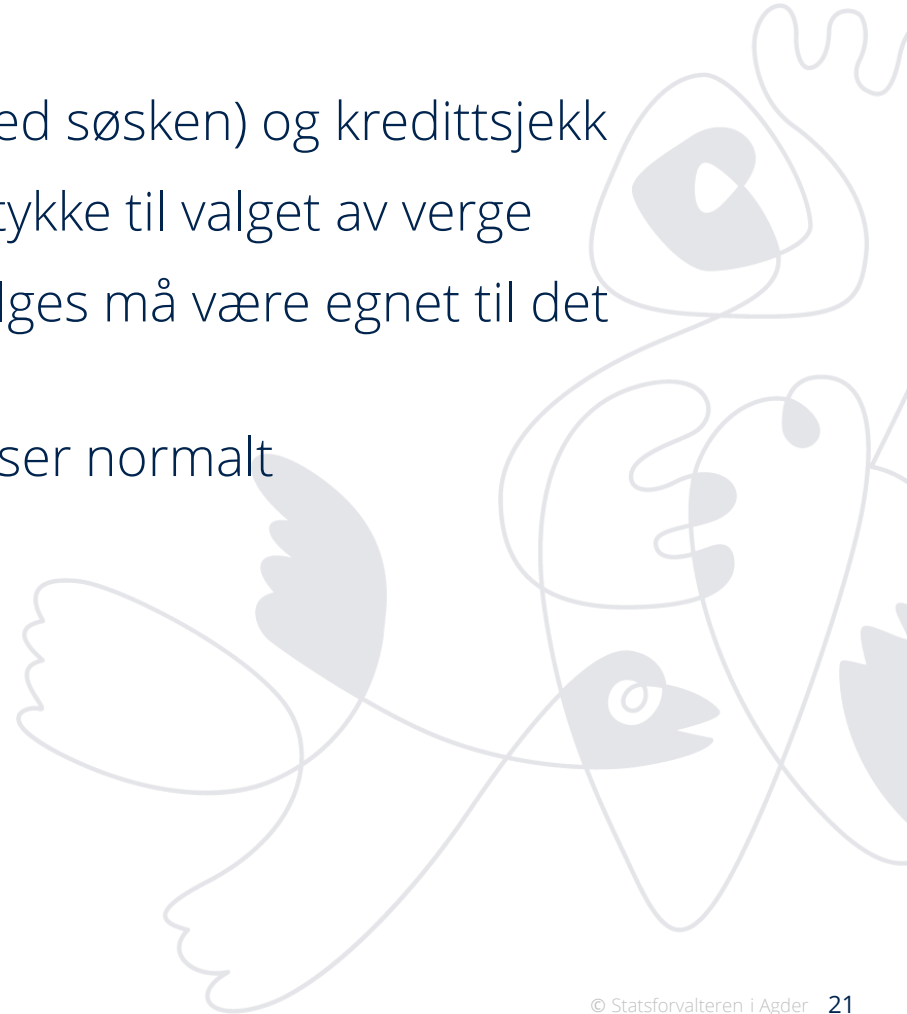 ed søsken) og kredittsjekk
tykke til valget av verge
lges må være egnet til det
ser normalt
© Statsforvalteren i Agder 21